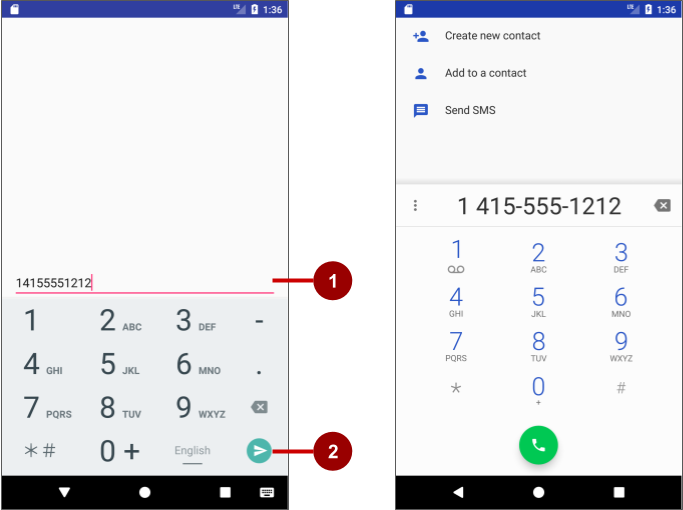 LTE 1:36
14155551212
1
1 2 ABC 3 DEF -
4 GHI 5 JKL 6 MNO .
7 PQRS 8 TUV 9 WXYZ
* # 0 + English
2
LTE 1:36
Create new contact
Add to a contact
Send SMS
1 415-555-1212
1 2 3
ABC DEF
4 5 6
GHI JKL MNO
7 8 9
PQRS TUV WXYZ
* 0 #
+